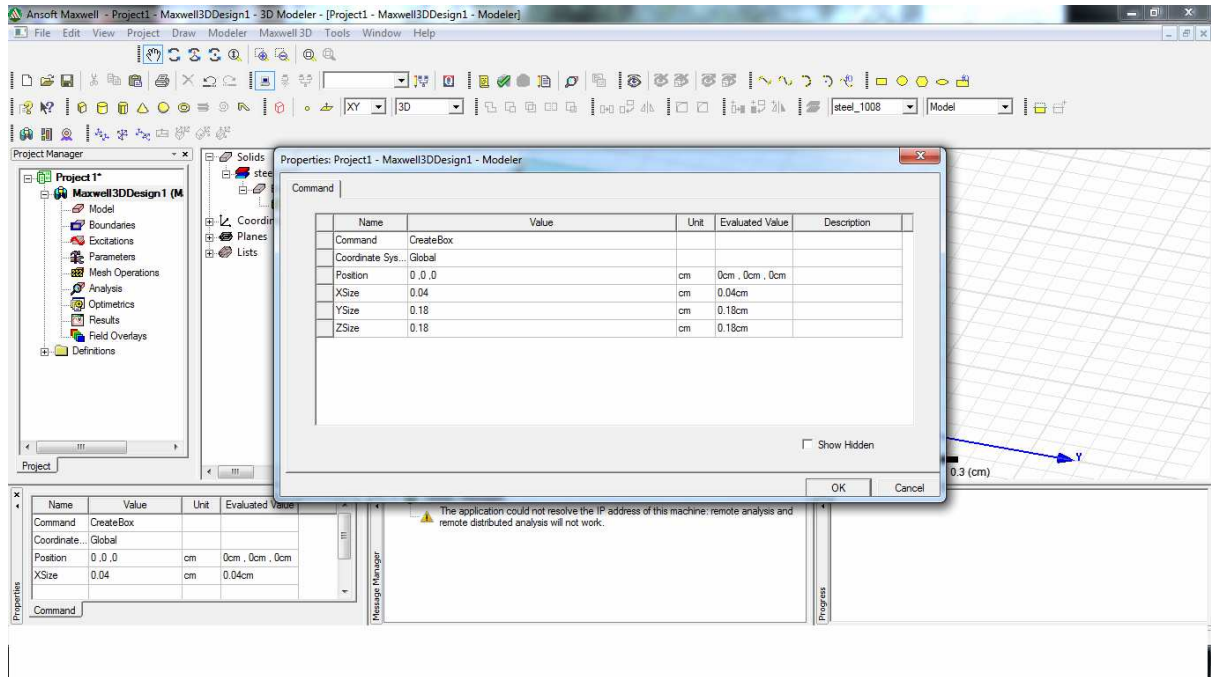 Ansoft Maxwell - Project1 - Maxwell3DDesign1 - 3D Modeler - [Project1 - Maxwell3DDesign1 - Modeler]
File Edit View Project Draw Modeler Maxwell 3D Tools Window Help
XY 3D steel_1008 Model
Project Manager
Project1*
Maxwell3DDesign1 (M
Model
Boundaries
Excitations
Parameters
Mesh Operations
Analysis
Optimetrics
Results
Field Overlays
Definitions
Project
Solids
stee
Coordin
Planes
Lists
Properties: Project1 - Maxwell3DDesign1 - Modeler
Command
Name Value Unit Evaluated Value Description
Command CreateBox
Coordinate Sys... Global
Position 0 ,0 ,0 cm 0cm , 0cm , 0cm
XSize 0.04 cm 0.04cm
YSize 0.18 cm 0.18cm
ZSize 0.18 cm 0.18cm
Show Hidden
OK Cancel
Y
0.3 (cm)
Name Value Unit Evaluated Value
Command CreateBox
Coordinate... Global
Position 0 ,0 ,0 cm 0cm , 0cm , 0cm
XSize 0.04 cm 0.04cm
Command
Properties
The application could not resolve the IP address of this machine: remote analysis and
remote distributed analysis will not work.
Message Manager
Progress